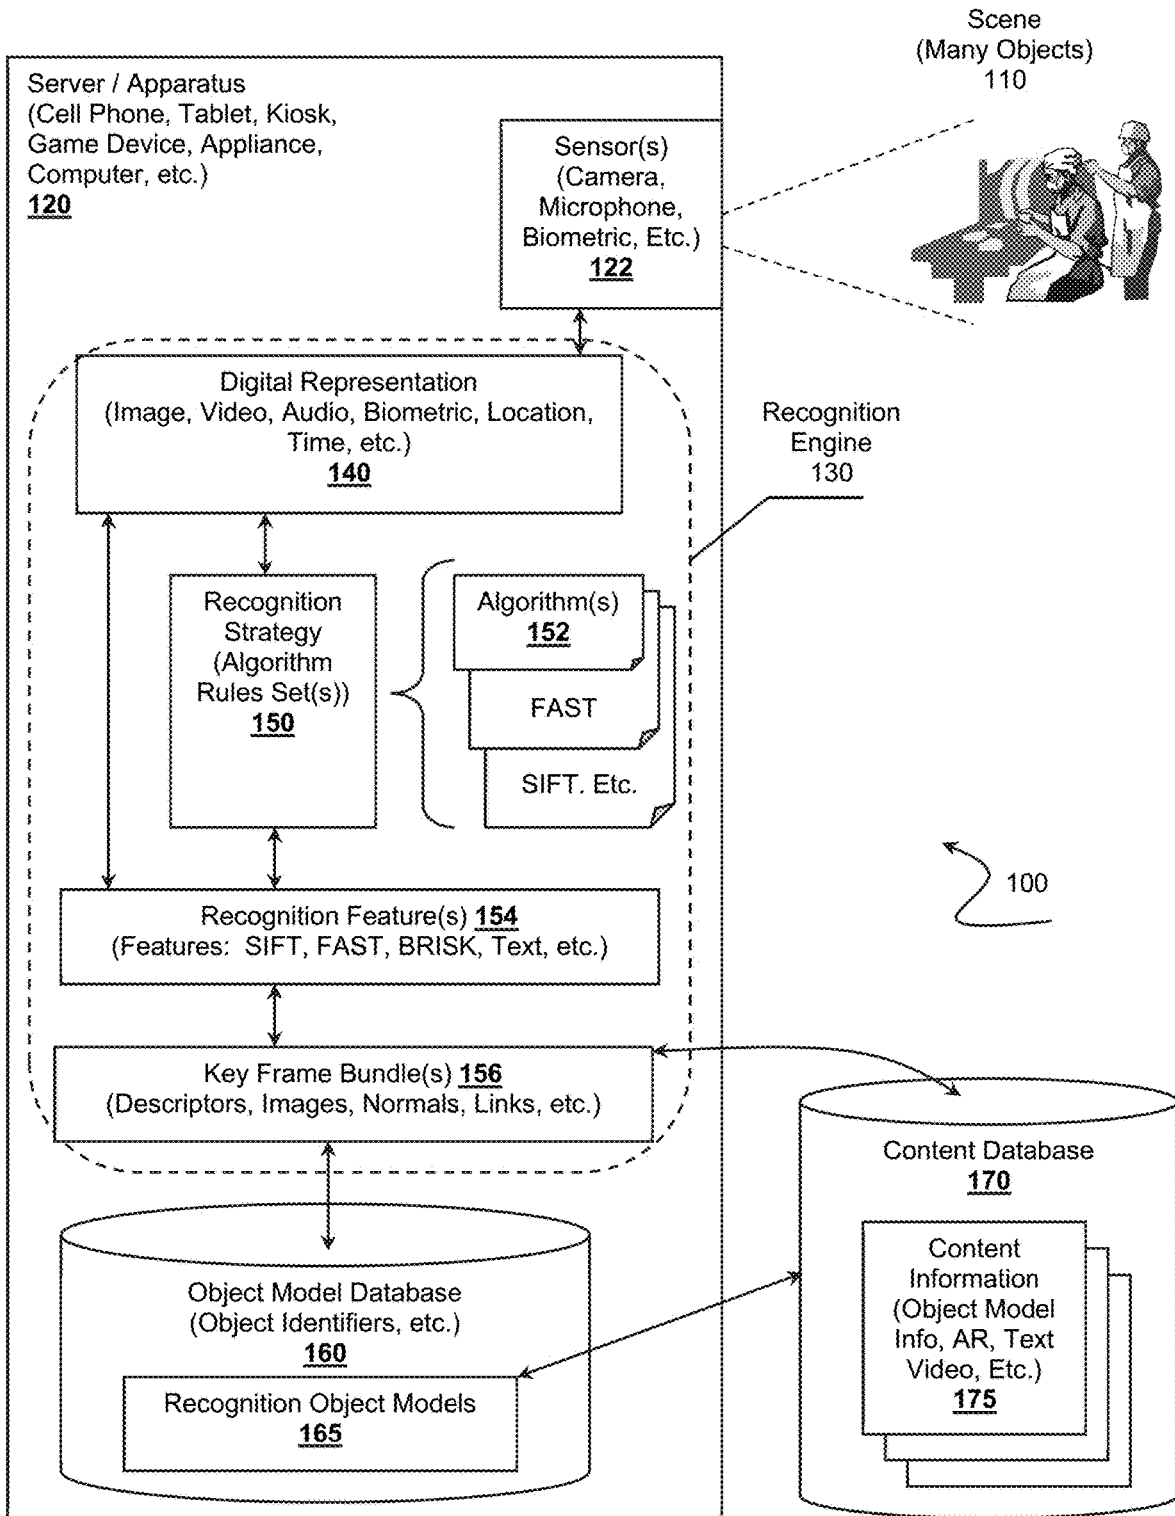 Scene
(Many Objects)
110
Server / Apparatus
(Cell Phone, Tablet, Kiosk,
Game Device, Appliance,
Computer, etc.)
120
Sensor(s)
(Camera,
Microphone,
Biometric, Etc.)
122
Digital Representation
(Image, Video, Audio, Biometric, Location,
Time, etc.)
140
Recognition
Engine
130
Recognition
Strategy
(Algorithm
Rules Set(s))
150
Algorithm(s)
152
FAST
SIFT. Etc.
100
Recognition Feature(s) 154
(Features: SIFT, FAST, BRISK, Text, etc.)
Key Frame Bundle(s) 156
(Descriptors, Images, Normals, Links, etc.)
Content Database
170
Content
Information
(Object Model
Info, AR, Text
Video, Etc.)
175
Object Model Database
(Object Identifiers, etc.)
160
Recognition Object Models
165